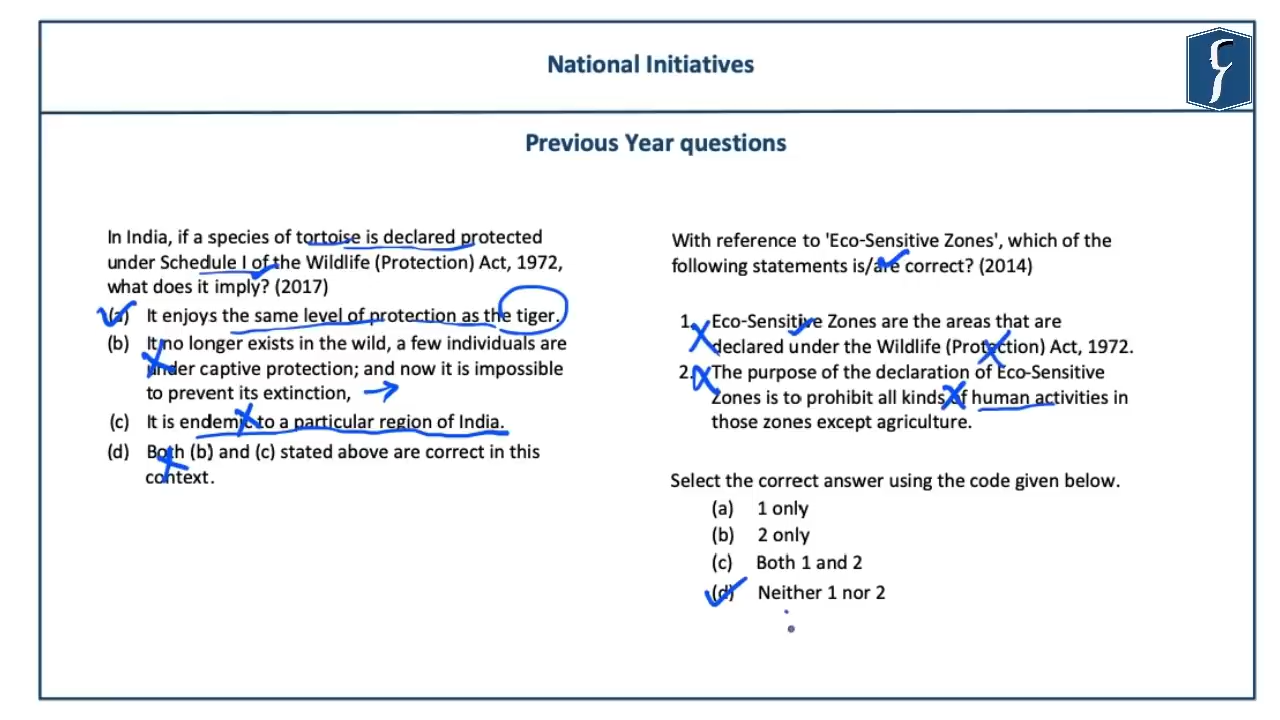 National Initiatives
Previous Year questions
In India, if a species of tortoise is declared protected
under Schedule I of the Wildlife (Protection) Act, 1972,
what does it imply? (2017)
(a) It enjoys the same level of protection as the tiger.
(b) It no longer exists in the wild, a few individuals are
under captive protection; and now it is impossible
to prevent its extinction,
(c) It is endemic to a particular region of India.
(d) Both (b) and (c) stated above are correct in this
context.
With reference to 'Eco-Sensitive Zones', which of the
following statements is/are correct? (2014)
1. Eco-Sensitive Zones are the areas that are
declared under the Wildlife (Protection) Act, 1972.
2. The purpose of the declaration of Eco-Sensitive
Zones is to prohibit all kinds of human activities in
those zones except agriculture.
Select the correct answer using the code given below.
(a) 1 only
(b) 2 only
(c) Both 1 and 2
(d) Neither 1 nor 2